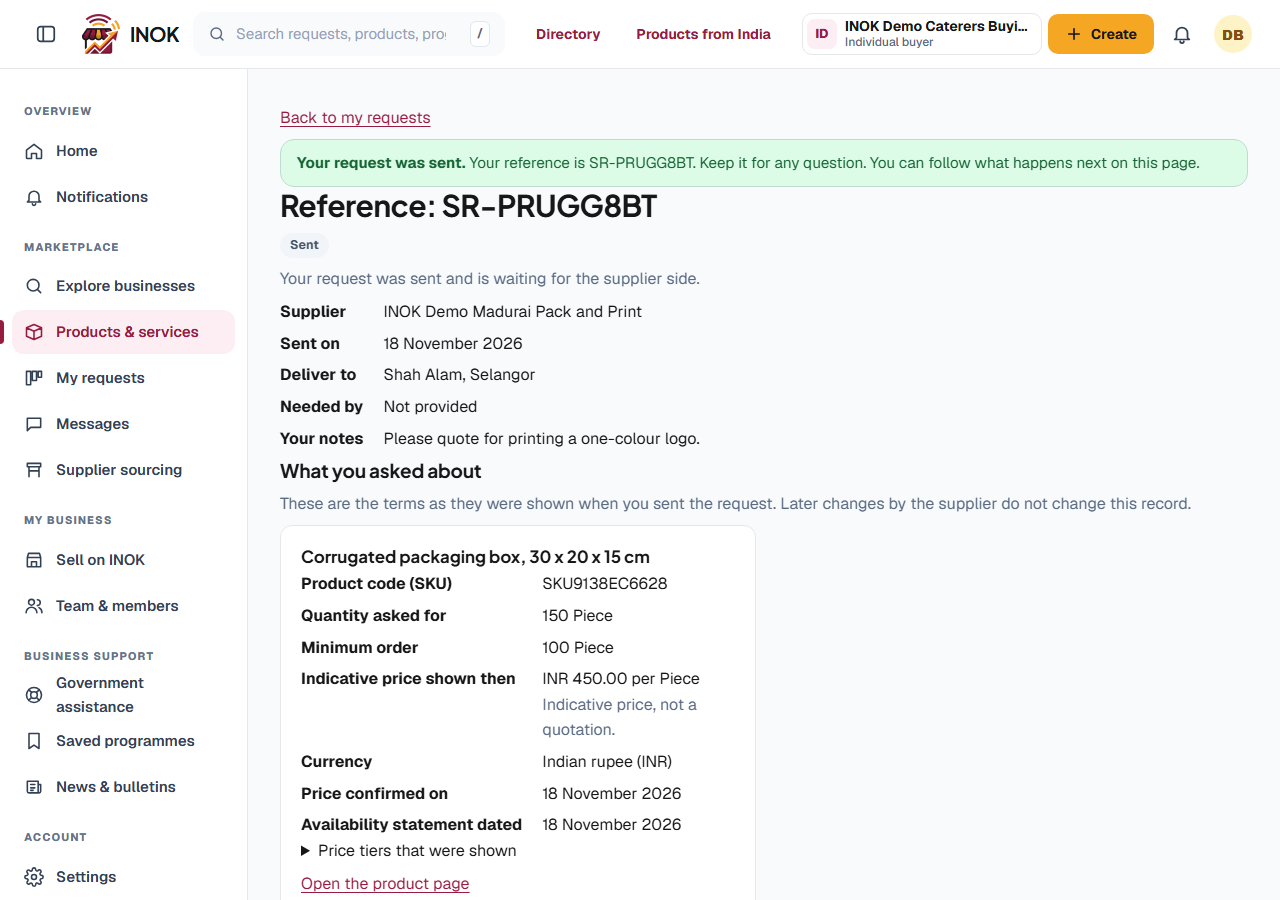 INOK
Search requests, products, pro
/
Directory
Products from India
ID
INOK Demo Caterers Buyi...
Individual buyer
Create
DB
OVERVIEW
Home
Notifications
MARKETPLACE
Explore businesses
Products & services
My requests
Messages
Supplier sourcing
MY BUSINESS
Sell on INOK
Team & members
BUSINESS SUPPORT
Government
assistance
Saved programmes
News & bulletins
ACCOUNT
Settings
Back to my requests
Your request was sent. Your reference is SR-PRUGG8BT. Keep it for any question. You can follow what happens next on this page.
Reference: SR-PRUGG8BT
Sent
Your request was sent and is waiting for the supplier side.
Supplier INOK Demo Madurai Pack and Print
Sent on 18 November 2026
Deliver to Shah Alam, Selangor
Needed by Not provided
Your notes Please quote for printing a one-colour logo.
What you asked about
These are the terms as they were shown when you sent the request. Later changes by the supplier do not change this record.
Corrugated packaging box, 30 x 20 x 15 cm
Product code (SKU) SKU9138EC6628
Quantity asked for 150 Piece
Minimum order 100 Piece
Indicative price shown then INR 450.00 per Piece
Indicative price, not a
quotation.
Currency Indian rupee (INR)
Price confirmed on 18 November 2026
Availability statement dated 18 November 2026
Price tiers that were shown
Open the product page